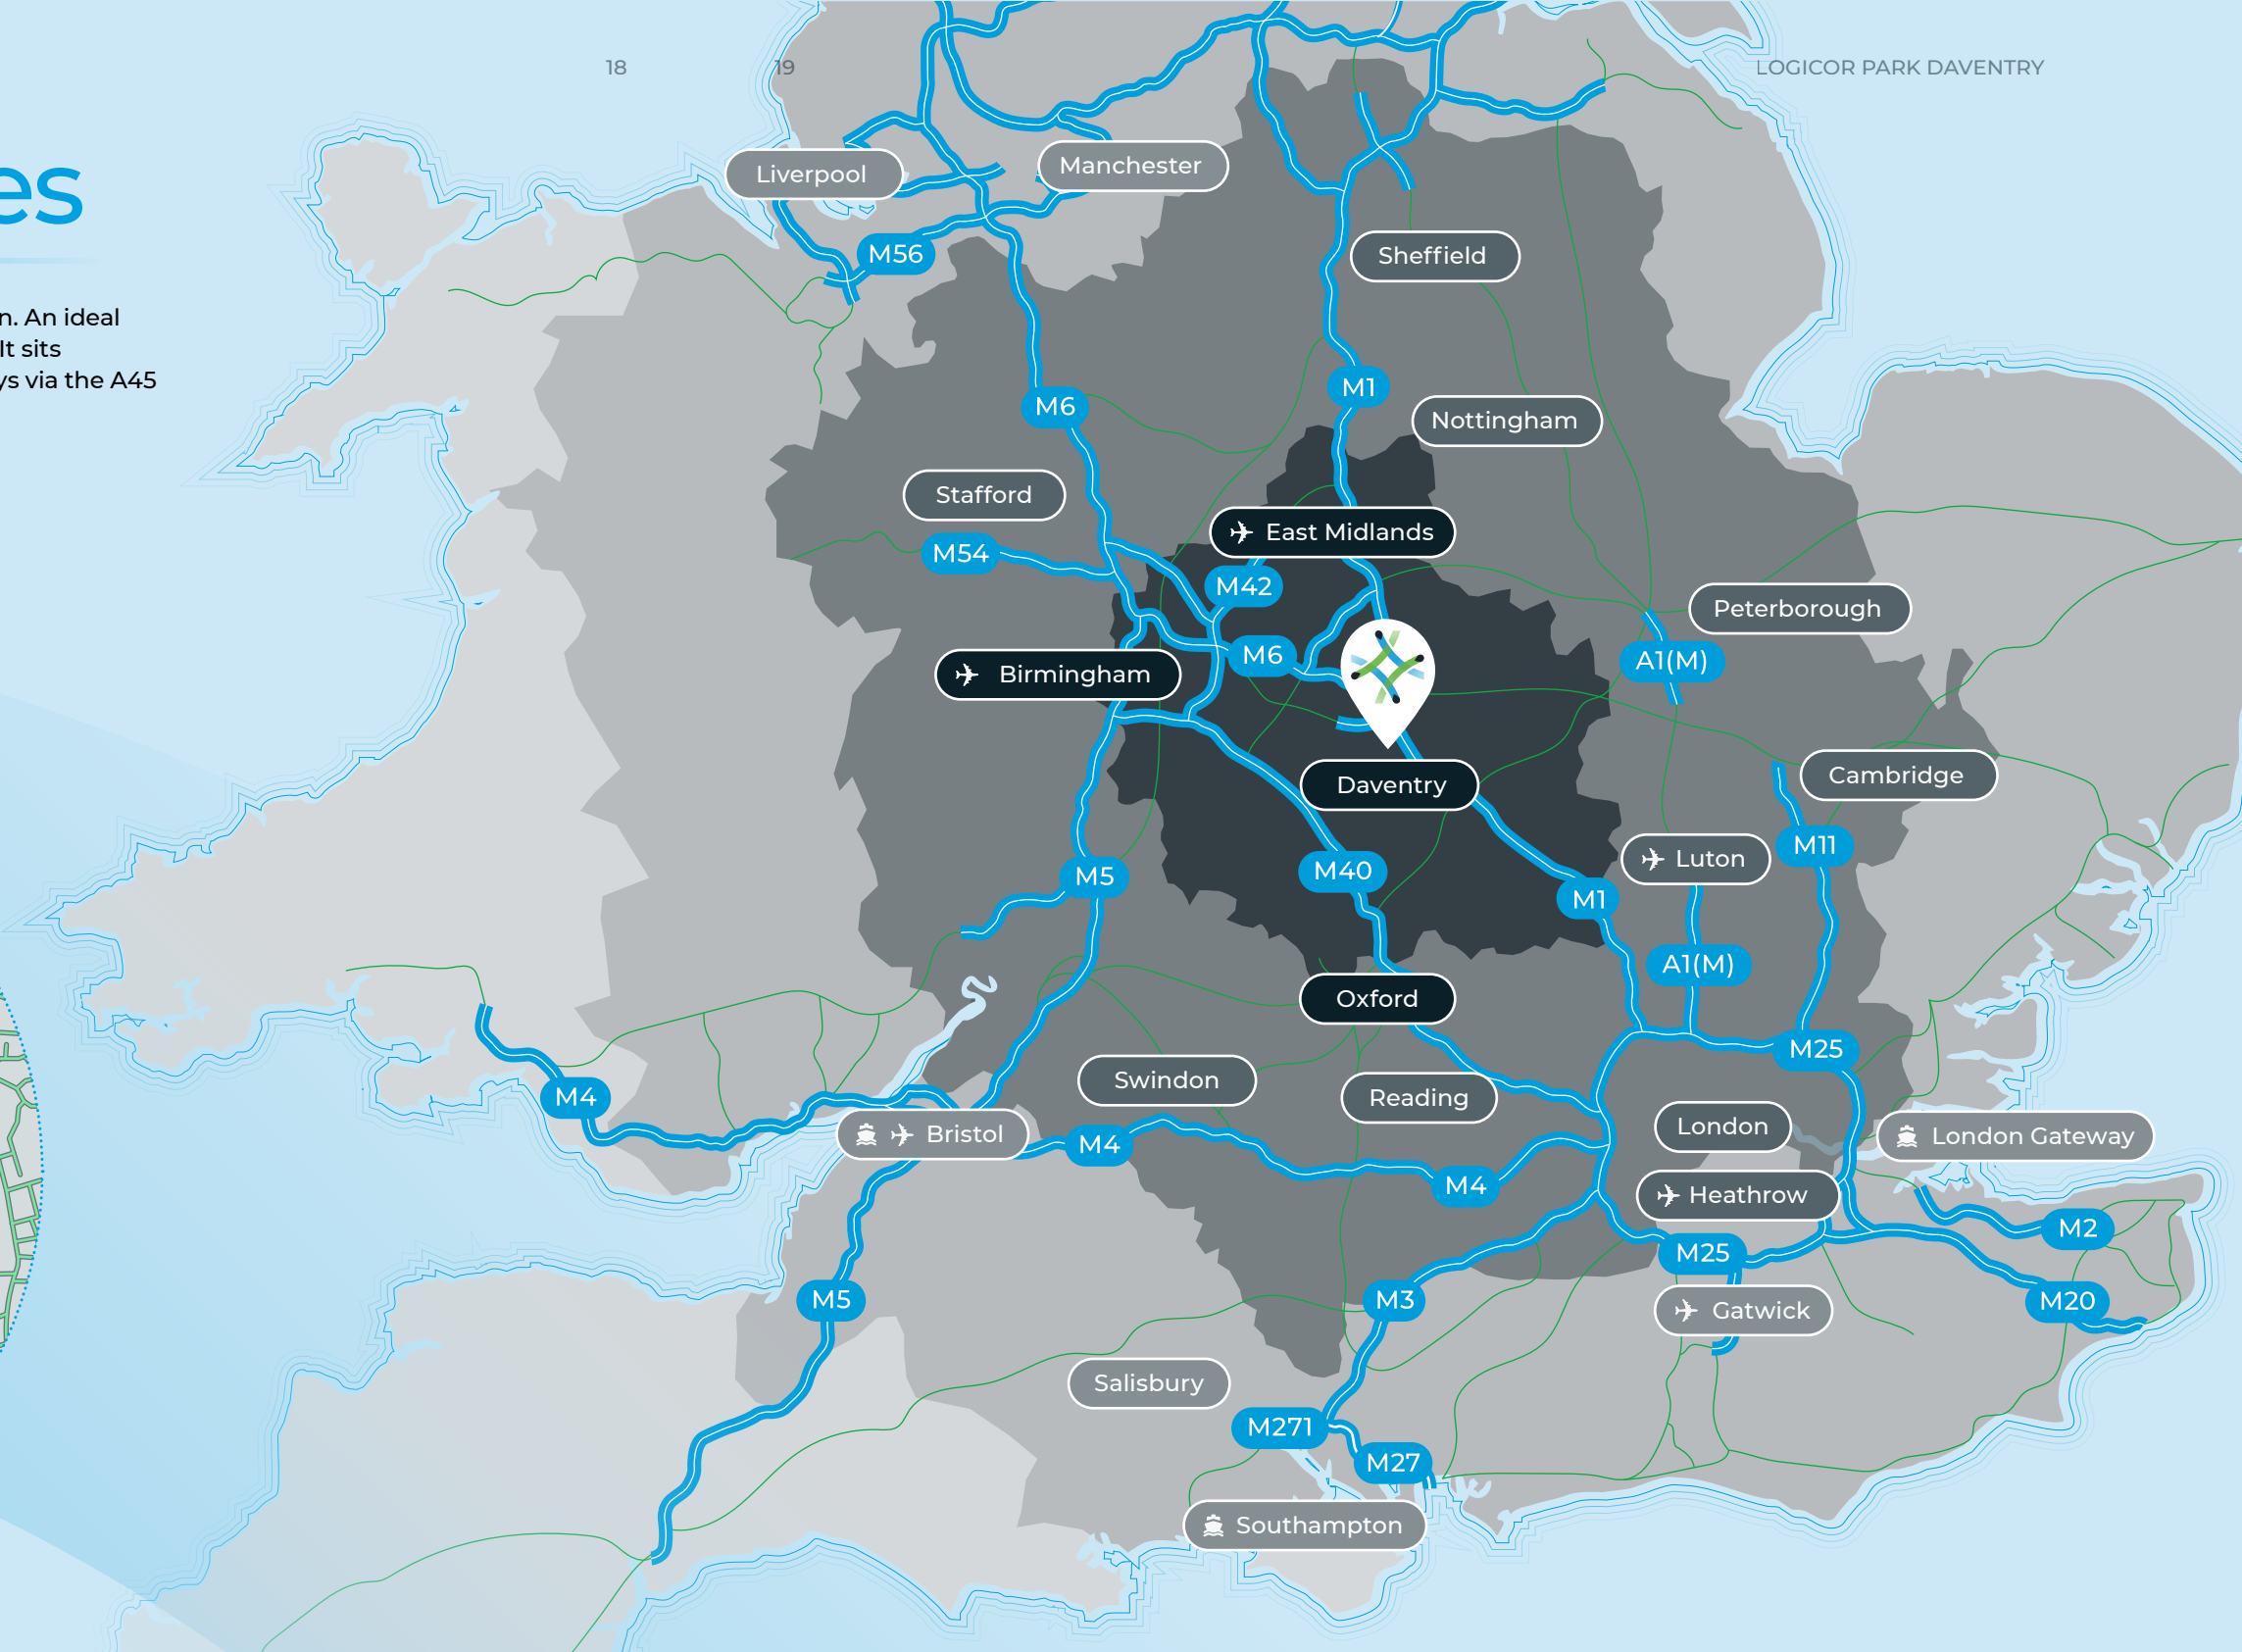 18
19
LOGICOR PARK DAVENTRY
es
n. An ideal
It sits
ys via the A45
Liverpool
Manchester
M56
Sheffield
M6
M1
Nottingham
Stafford
East Midlands
M54
M42
Peterborough
M6
A1(M)
Birmingham
Daventry
Cambridge
M11
Luton
M5
M40
M1
A1(M)
Oxford
M25
Swindon
Reading
M4
London
Bristol
London Gateway
M4
M4
Heathrow
M2
M25
M5
M3
Gatwick
M20
Salisbury
M271
M27
Southampton